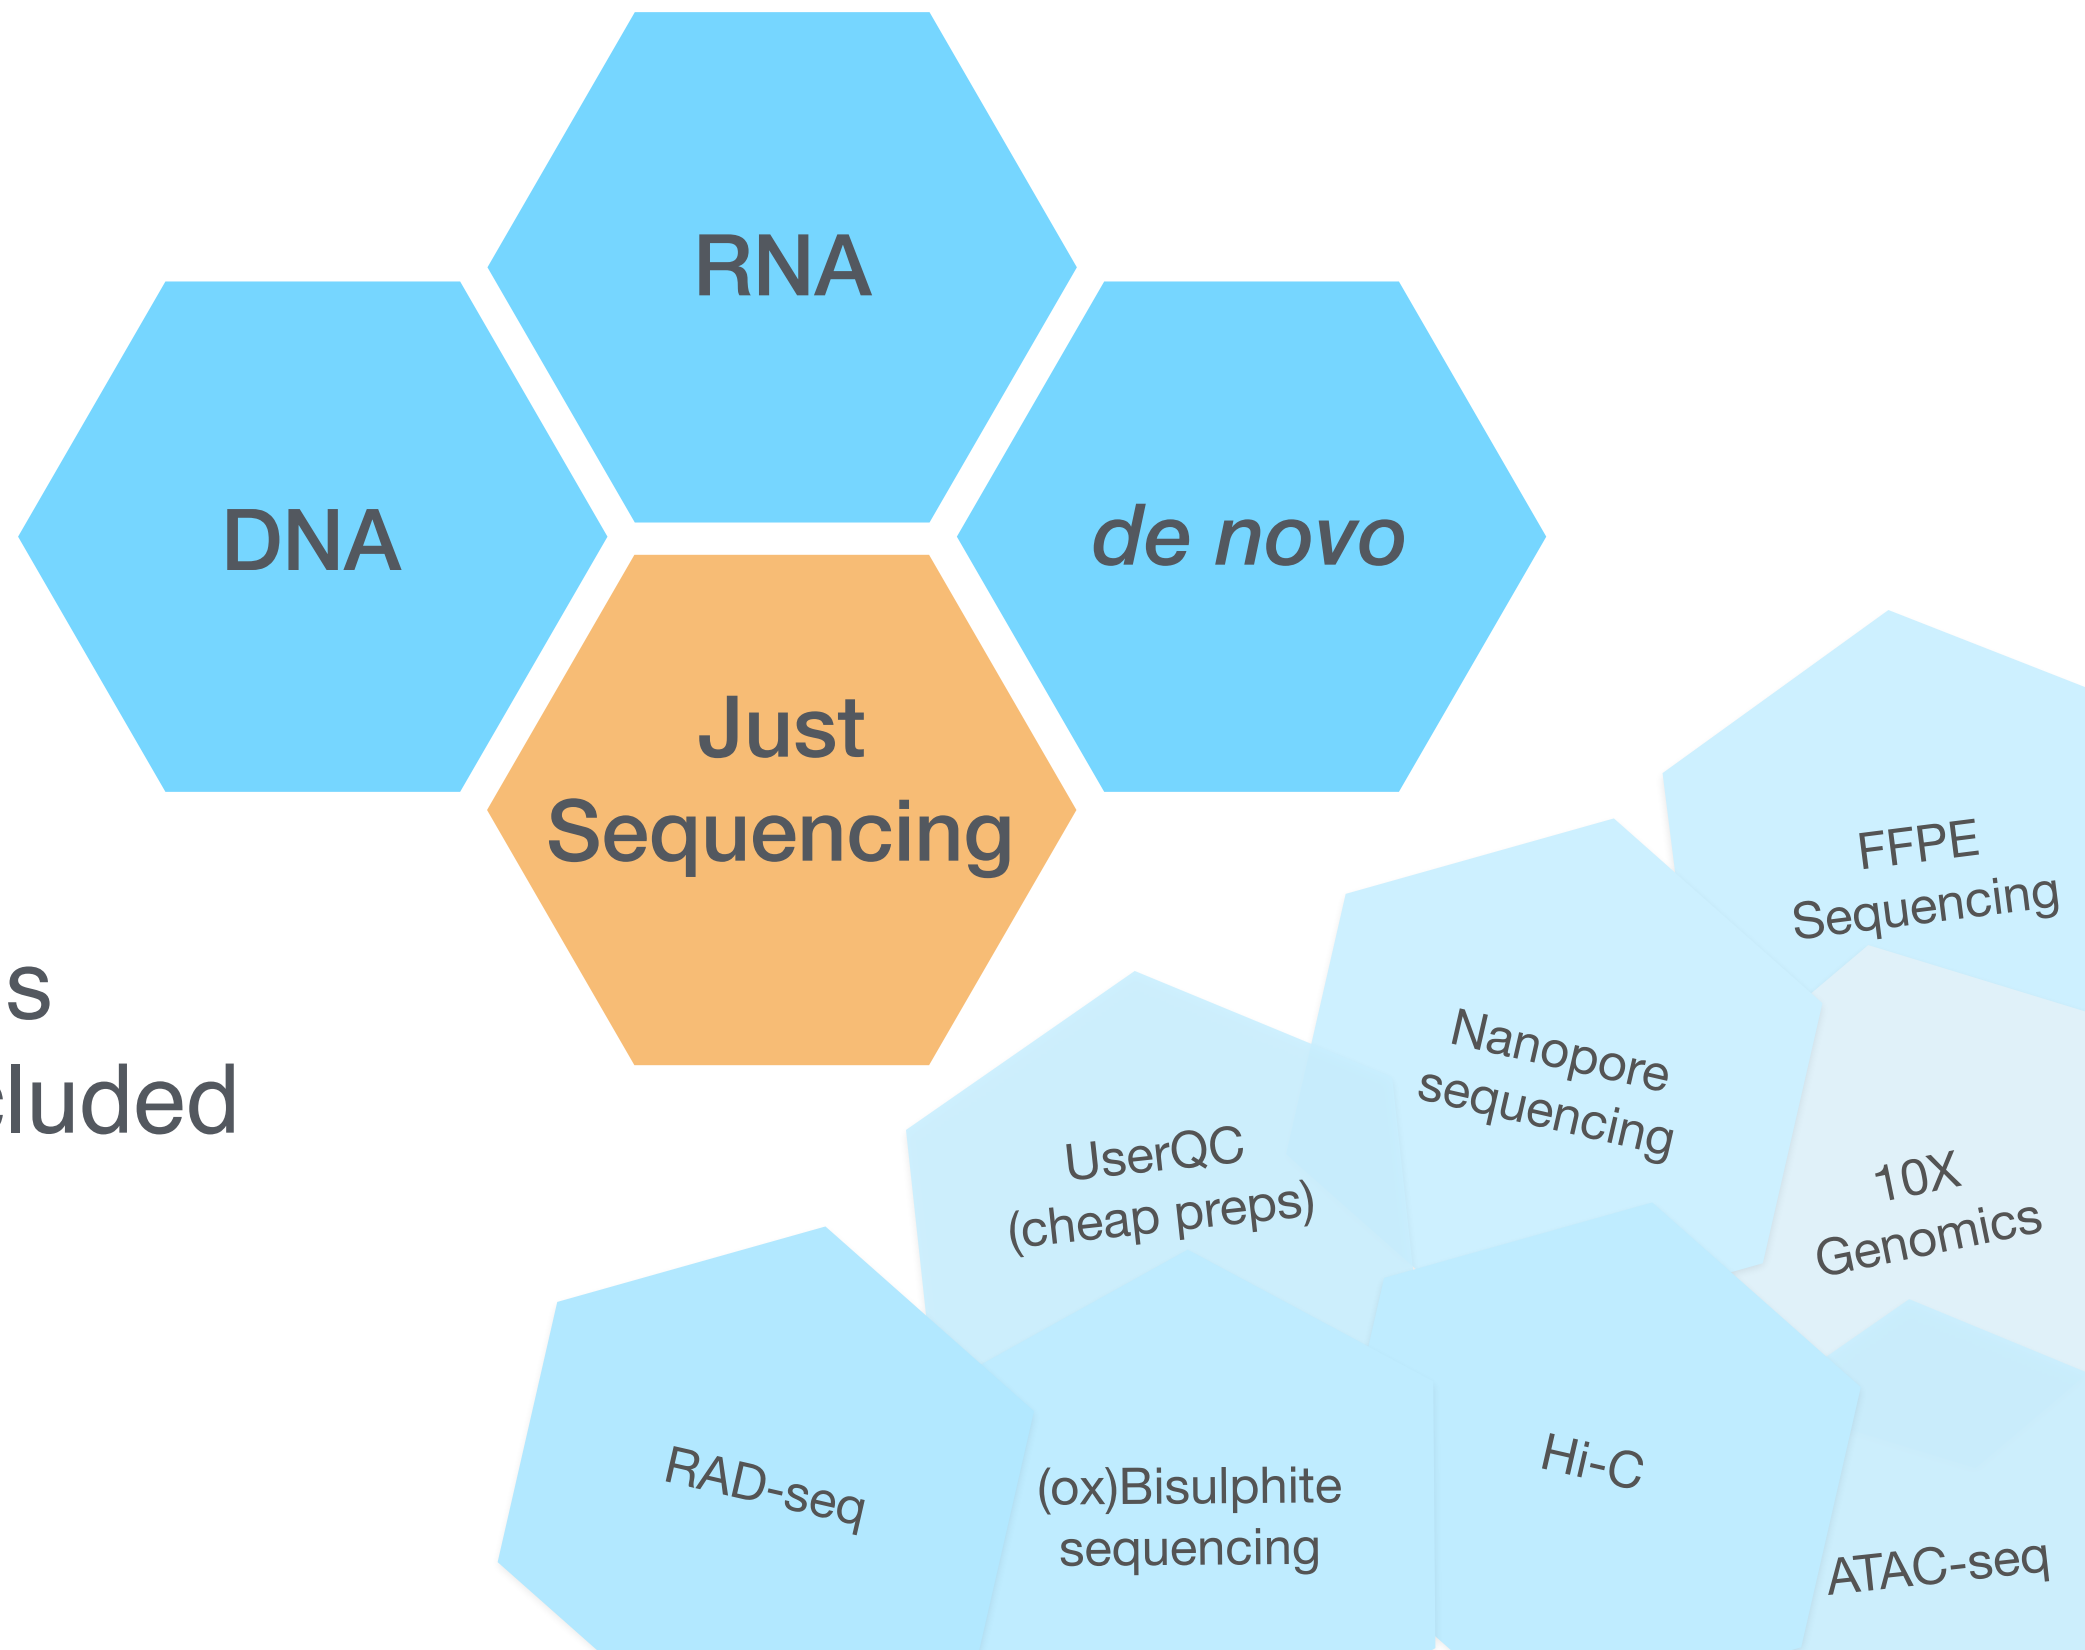 RNA
DNA
de novo
Just
Sequencing
FFPE
Sequencing
s
cluded
Nanopore
sequencing
UserQC
(cheap preps)
10X
Genomics
RAD-seq
(ox)Bisulphite
sequencing
Hi-C
ATAC-seq